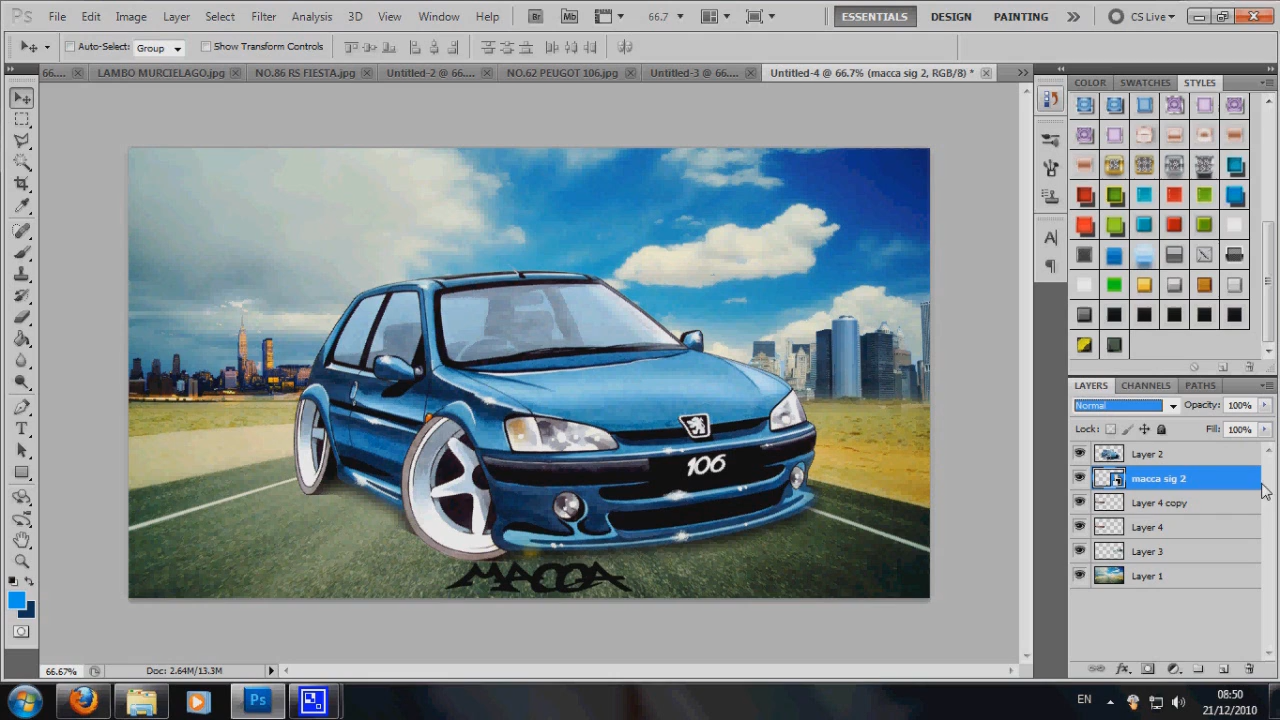 Ps File Edit Image Layer Select Filter Analysis 3D View Window Help Br Mb 66.7 ESSENTIALS DESIGN PAINTING CS Live
Auto-Select: Group Show Transform Controls
66.... LAMBO MURCIELAGO.jpg NO.86 RS FIESTA.jpg Untitled-2 @ 66.... NO.62 PEUGOT 106.jpg Untitled-3 @ 66.... Untitled-4 @ 66.7% (macca sig 2, RGB/8) *
COLOR SWATCHES STYLES
106
MACCA
LAYERS CHANNELS PATHS
Normal Opacity: 100%
Lock: Fill: 100%
Layer 2
macca sig 2
Layer 4 copy
Layer 4
Layer 3
Layer 1
66.67% Doc: 2.64M/13.3M
Ps EN 08:50
21/12/2010